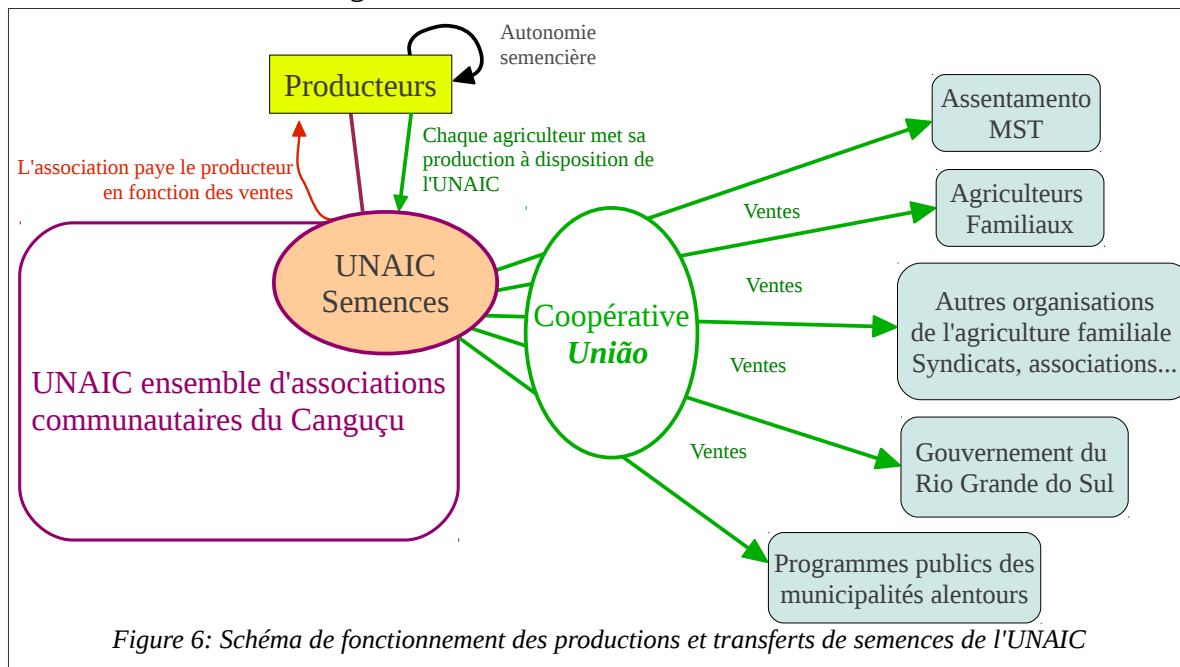 Autonomie
semencière
Producteurs
Chaque agriculteur met sa
production à disposition de
l'UNAIC
L'association paye le producteur
en fonction des ventes
UNAIC
Semences
UNAIC ensemble d'associations
communautaires du Canguçu
Coopérative
União
Ventes
Ventes
Ventes
Ventes
Assentamento
MST
Agriculteurs
Familiaux
Autres organisations
de l'agriculture familiale
Syndicats, associations...
Gouvernement du
Rio Grande do Sul
Programmes publics des
municipalités alentours
Figure 6: Schéma de fonctionnement des productions et transferts de semences de l'UNAIC